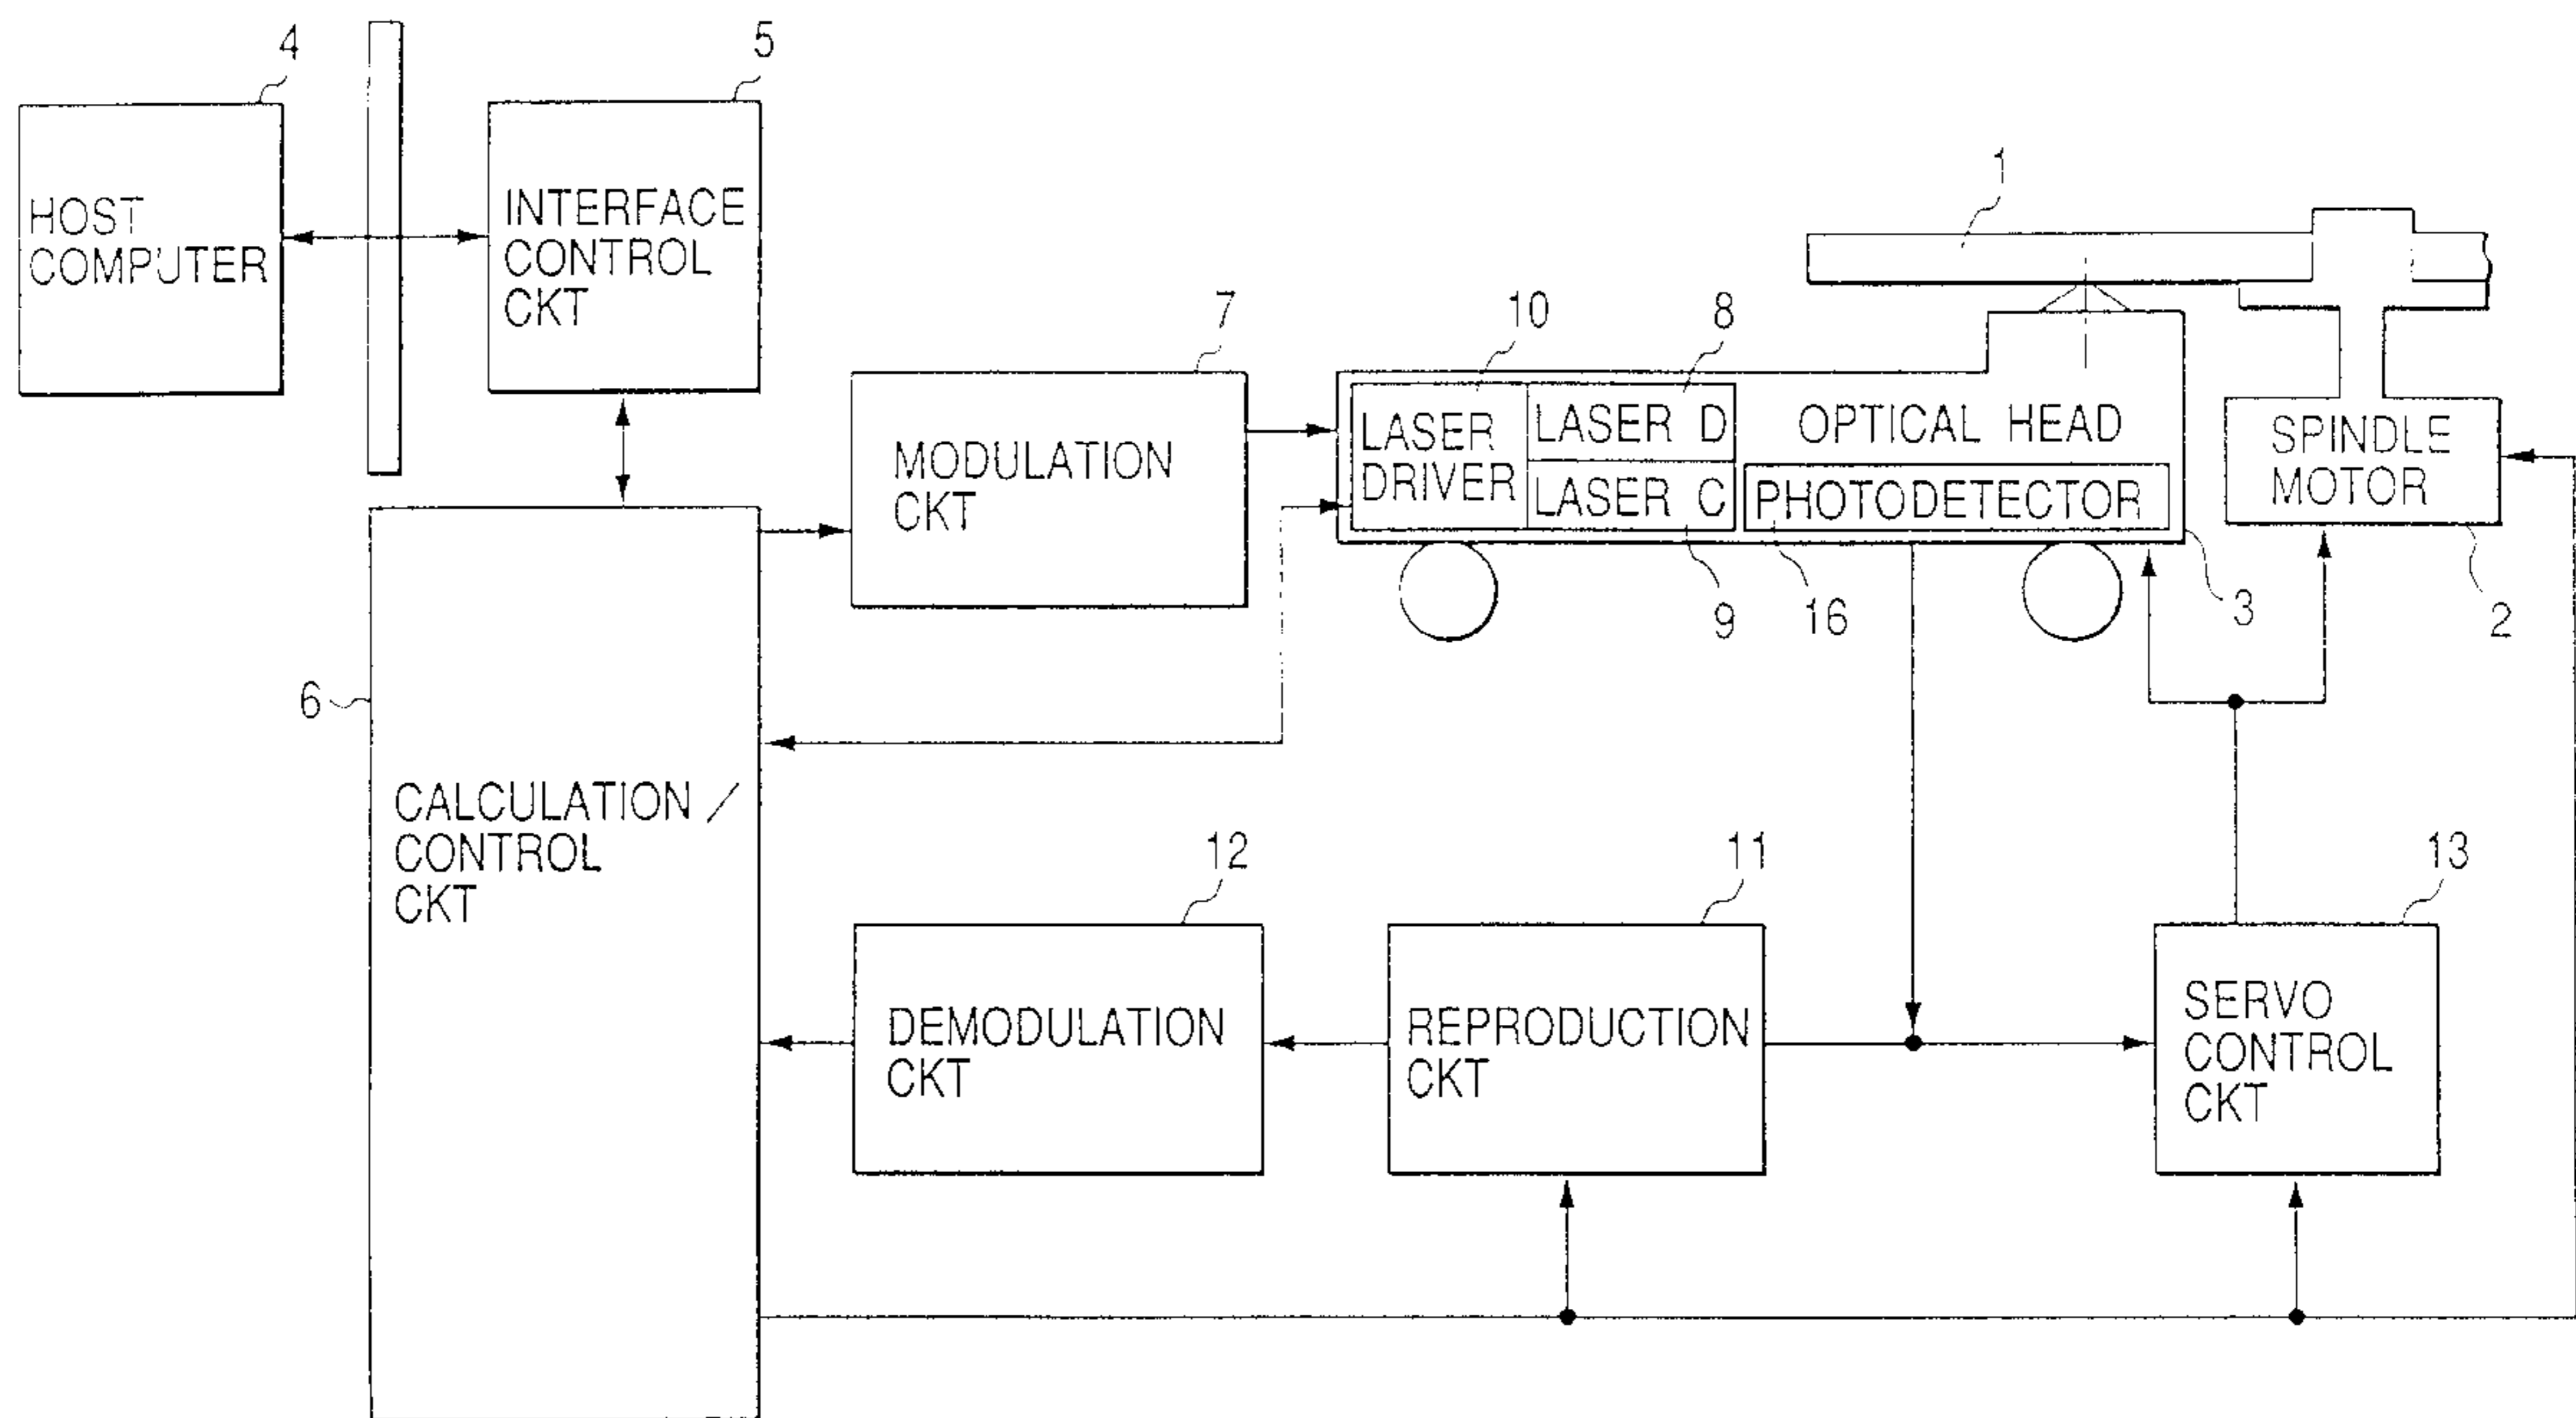 4
5
HOST
COMPUTER
INTERFACE
CONTROL
CKT
1
7
MODULATION
CKT
10
8
LASER
DRIVER
LASER D
LASER C
OPTICAL HEAD
PHOTODETECTOR
SPINDLE
MOTOR
9
16
3
2
6
CALCULATION /
CONTROL
CKT
12
DEMODULATION
CKT
11
REPRODUCTION
CKT
13
SERVO
CONTROL
CKT